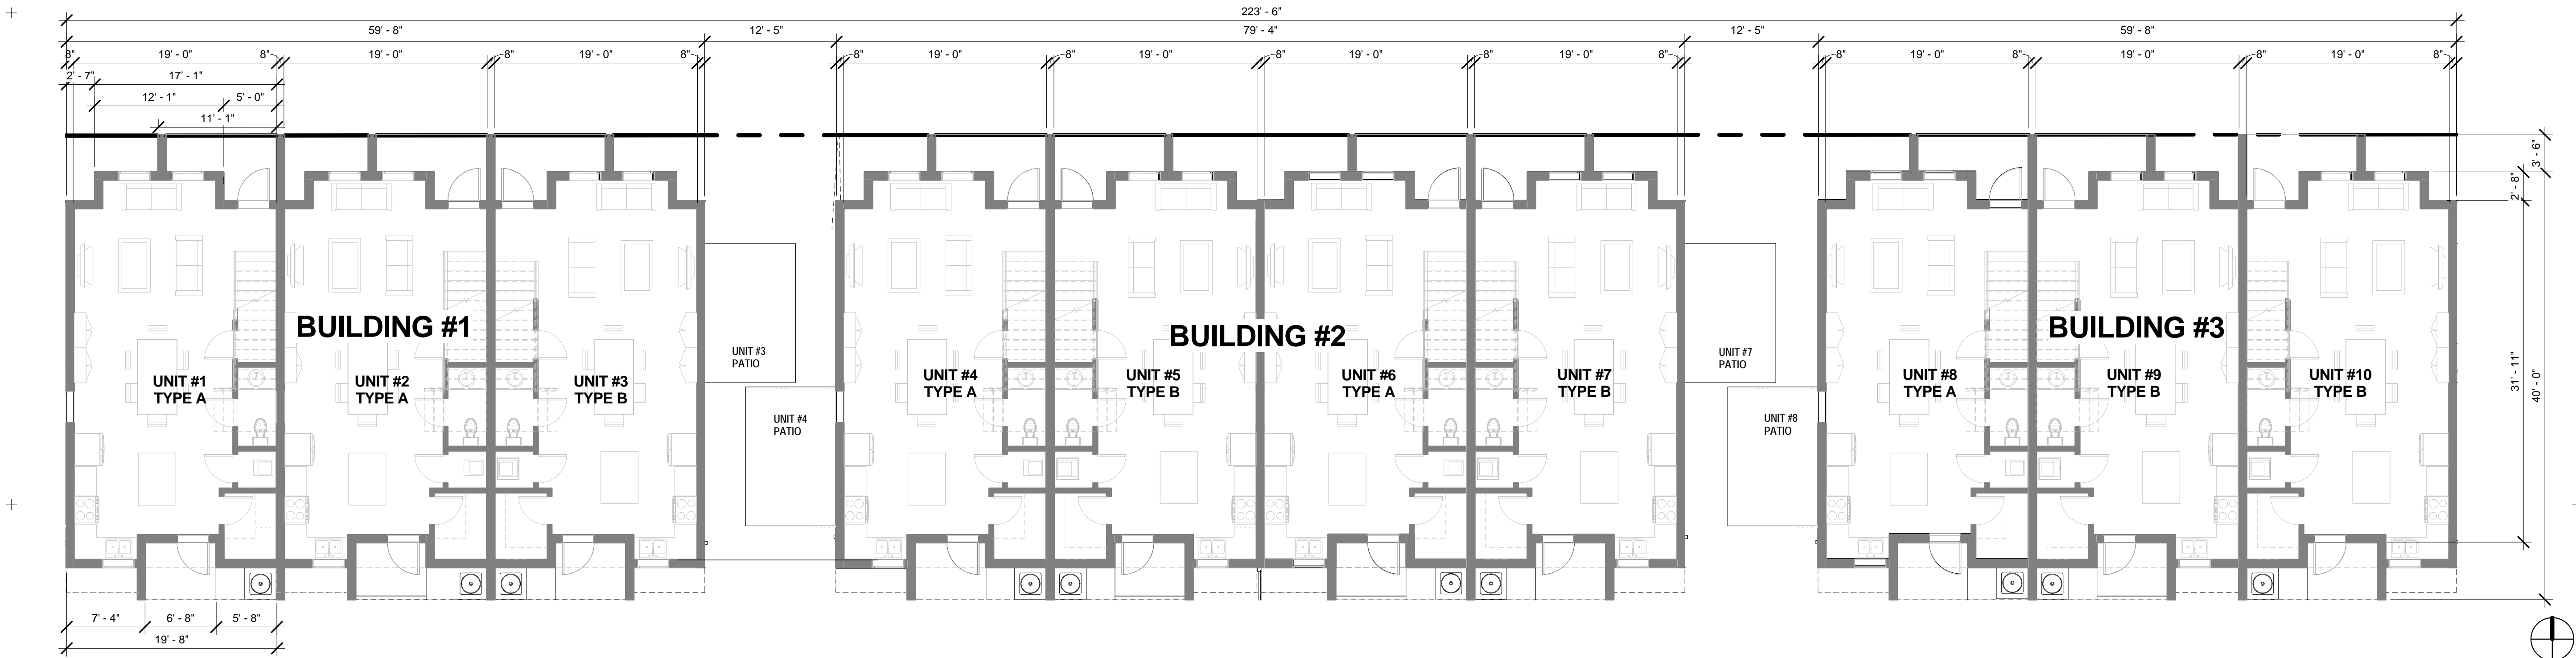 223' - 6"
59' - 8"
12' - 5"
79' - 4"
12' - 5"
59' - 8"
8"
19' - 0"
8"
19' - 0"
8"
19' - 0"
8"
8"
19' - 0"
8"
19' - 0"
8"
19' - 0"
8"
19' - 0"
8"
8"
19' - 0"
8"
19' - 0"
8"
19' - 0"
8"
2' - 7"
17' - 1"
12' - 1"
5' - 0"
11' - 1"
3' - 6"
2' - 8"
BUILDING #1
BUILDING #2
BUILDING #3
UNIT #3
PATIO
UNIT #7
PATIO
31' - 11"
40' - 0"
UNIT #1
TYPE A
UNIT #2
TYPE A
UNIT #3
TYPE B
UNIT #4
TYPE A
UNIT #5
TYPE B
UNIT #6
TYPE A
UNIT #7
TYPE B
UNIT #8
TYPE A
UNIT #9
TYPE B
UNIT #10
TYPE B
UNIT #4
PATIO
UNIT #8
PATIO
7' - 4"
6' - 8"
5' - 8"
19' - 8"